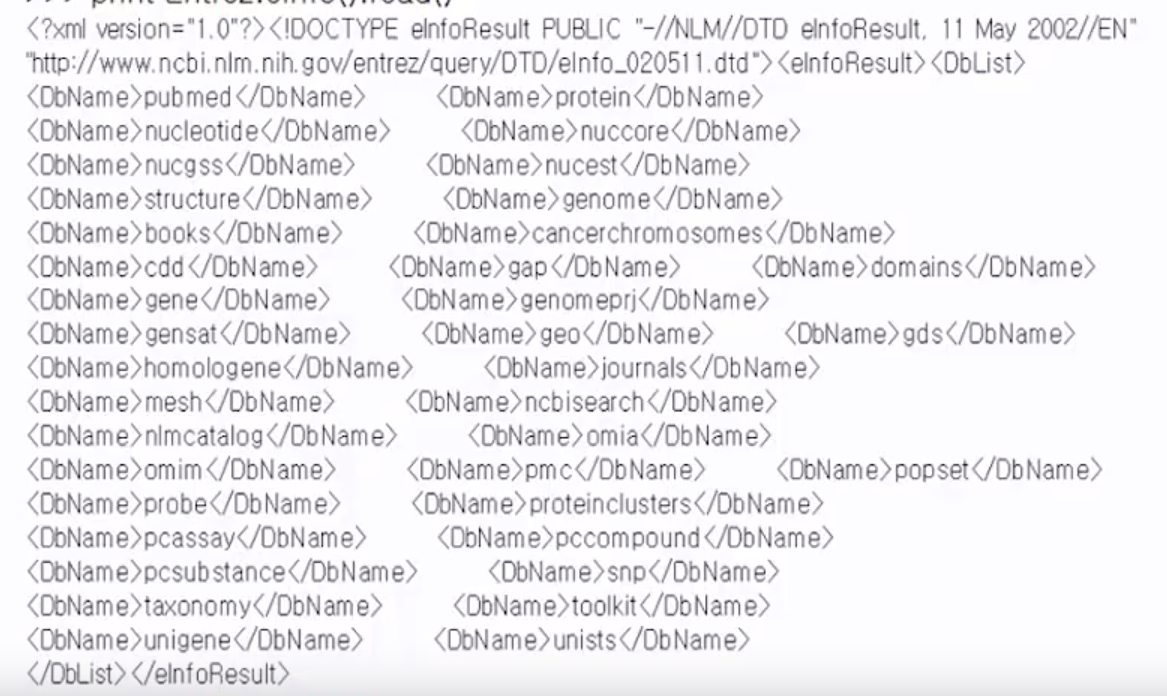 >>> print Entrez.einfo().read()
<?xml version="1.0"?><!DOCTYPE eInfoResult PUBLIC "-//NLM//DTD eInfoResult, 11 May 2002//EN"
"http://www.ncbi.nlm.nih.gov/entrez/query/DTD/eInfo_020511.dtd"><eInfoResult><DbList>
<DbName>pubmed</DbName> <DbName>protein</DbName>
<DbName>nucleotide</DbName> <DbName>nuccore</DbName>
<DbName>nucgss</DbName> <DbName>nucest</DbName>
<DbName>structure</DbName> <DbName>genome</DbName>
<DbName>books</DbName> <DbName>cancerchromosomes</DbName>
<DbName>cdd</DbName> <DbName>gap</DbName> <DbName>domains</DbName>
<DbName>gene</DbName> <DbName>genomeprj</DbName>
<DbName>gensat</DbName> <DbName>geo</DbName> <DbName>gds</DbName>
<DbName>homologene</DbName> <DbName>journals</DbName>
<DbName>mesh</DbName> <DbName>ncbisearch</DbName>
<DbName>nlmcatalog</DbName> <DbName>omia</DbName>
<DbName>omim</DbName> <DbName>pmc</DbName> <DbName>popset</DbName>
<DbName>probe</DbName> <DbName>proteinclusters</DbName>
<DbName>pcassay</DbName> <DbName>pccompound</DbName>
<DbName>pcsubstance</DbName> <DbName>snp</DbName>
<DbName>taxonomy</DbName> <DbName>toolkit</DbName>
<DbName>unigene</DbName> <DbName>unists</DbName>
</DbList></eInfoResult>